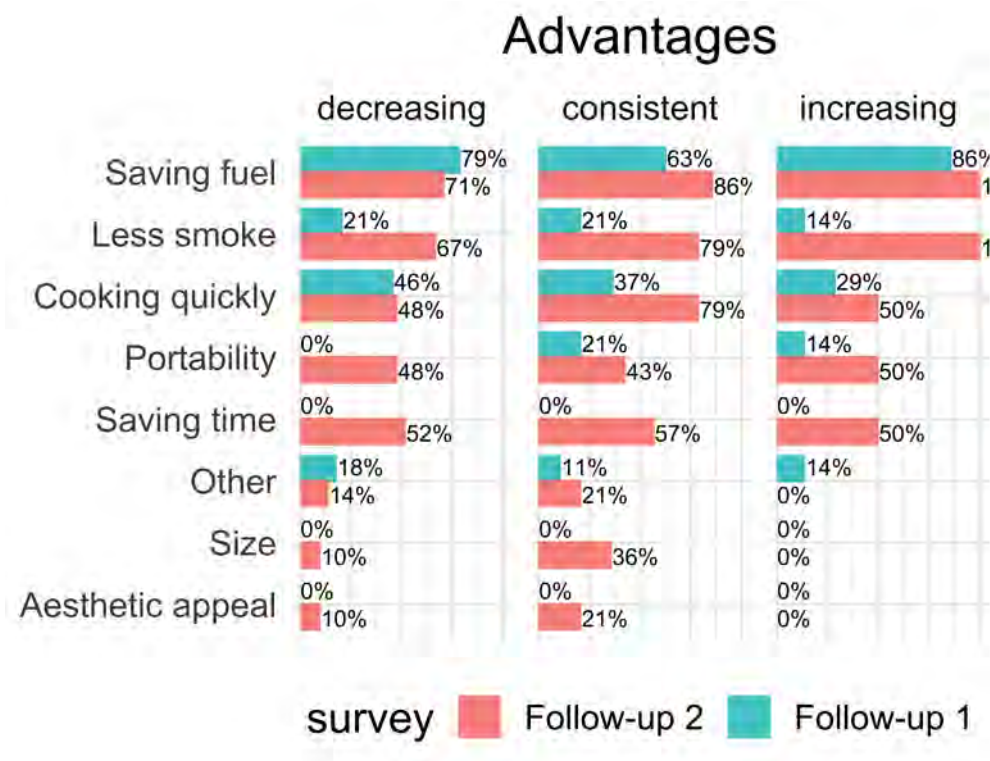 Advantages
decreasing consistent increasing
Saving fuel 79% 63% 86%
71% 86% 1
Less smoke 21% 21% 14%
67% 79% 1
Cooking quickly 46% 37% 29%
48% 79% 50%
Portability 0% 21% 14%
48% 43% 50%
Saving time 0% 0% 0%
52% 57% 50%
Other 18% 11% 14%
14% 21% 0%
Size 0% 0% 0%
10% 36% 0%
Aesthetic appeal 0% 0% 0%
10% 21% 0%
survey Follow-up 2 Follow-up 1